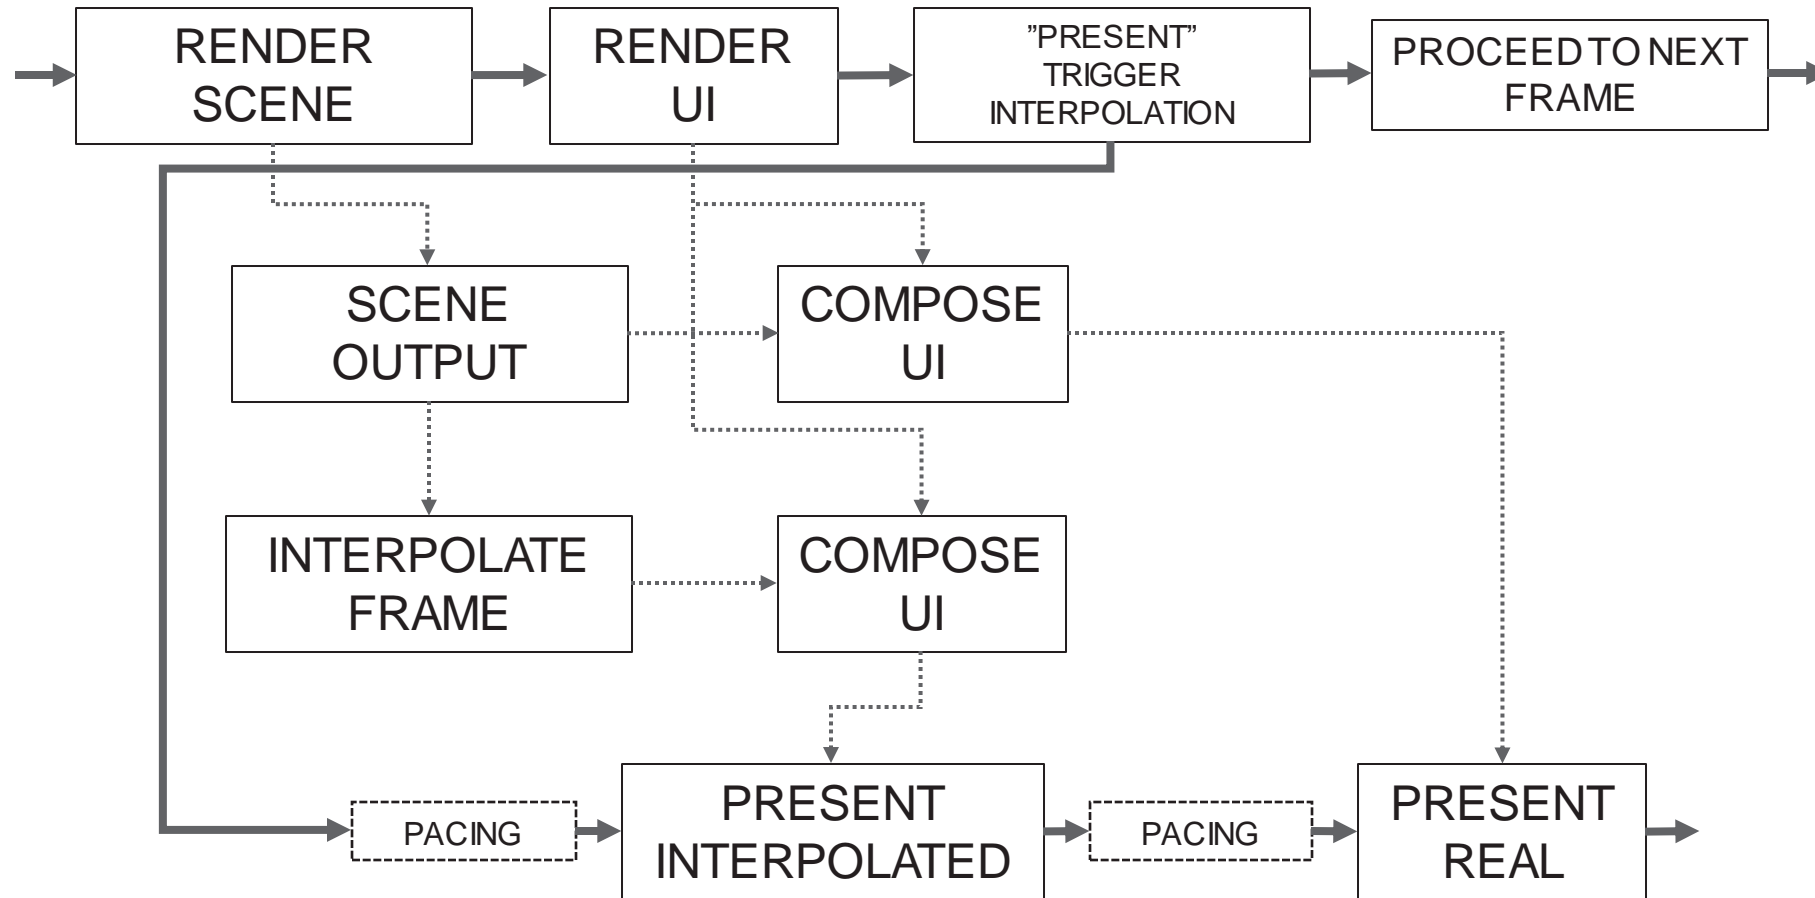 RENDER
SCENE
RENDER
UI
”PRESENT”
TRIGGER
INTERPOLATION
PROCEED TO NEXT
FRAME
SCENE
OUTPUT
COMPOSE
UI
INTERPOLATE
FRAME
COMPOSE
UI
PACING
PRESENT
INTERPOLATED
PACING
PRESENT
REAL